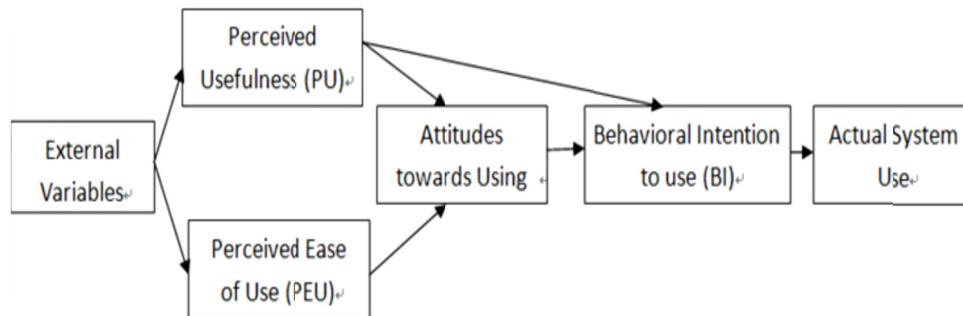 Perceived
Usefulness (PU)
External
Variables
Attitudes
towards Using
Behavioral Intention
to use (BI)
Actual System
Use
Perceived Ease
of Use (PEU)